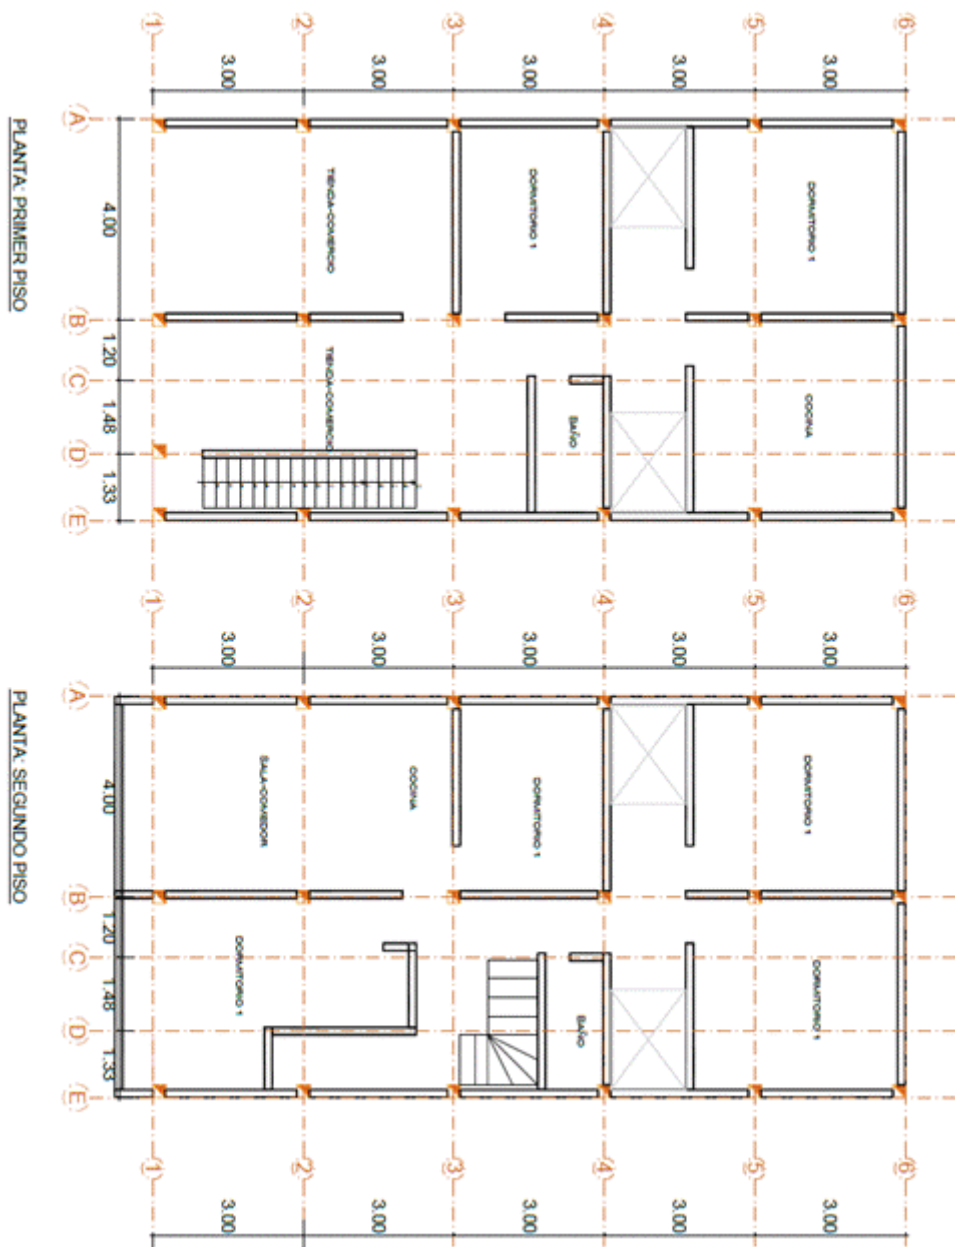 (1) (2) (3) (4) (5) (6)
3.00 3.00 3.00 3.00 3.00
(A)
4.00
TIENDA-COMERCIO
DORMITORIO 1
DORMITORIO 1
(B)
1.20
(C)
TIENDA-COMERCIO
BAÑO
COCINA
1.48
(D)
1.33
(E)
PLANTA: PRIMER PISO
(1) (2) (3) (4) (5) (6)
3.00 3.00 3.00 3.00 3.00
(A)
4.00
SALA-COMEDOR
COCINA
DORMITORIO 1
DORMITORIO 1
(B)
1.20
(C)
DORMITORIO 1
BAÑO
DORMITORIO 1
1.48
(D)
1.33
(E)
PLANTA: SEGUNDO PISO
(1) (2) (3) (4) (5) (6)
3.00 3.00 3.00 3.00 3.00